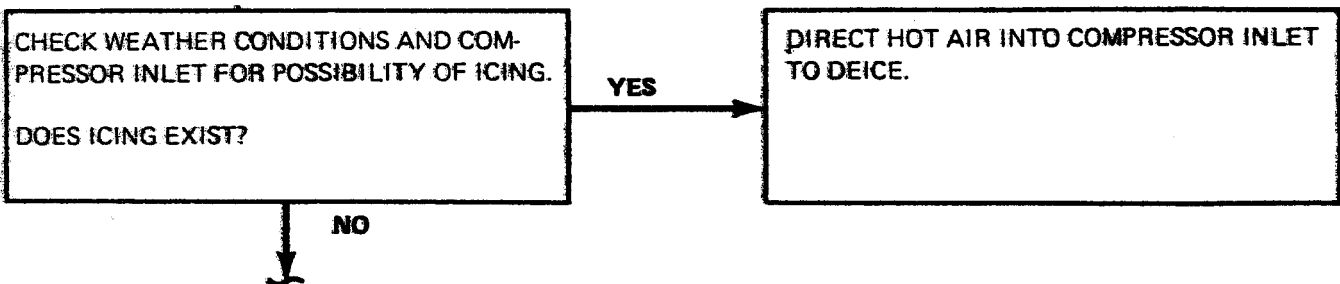 CHECK WEATHER CONDITIONS AND COM-
PRESSOR INLET FOR POSSIBILITY OF ICING.
DOES ICING EXIST?
YES
DIRECT HOT AIR INTO COMPRESSOR INLET
TO DEICE.
NO